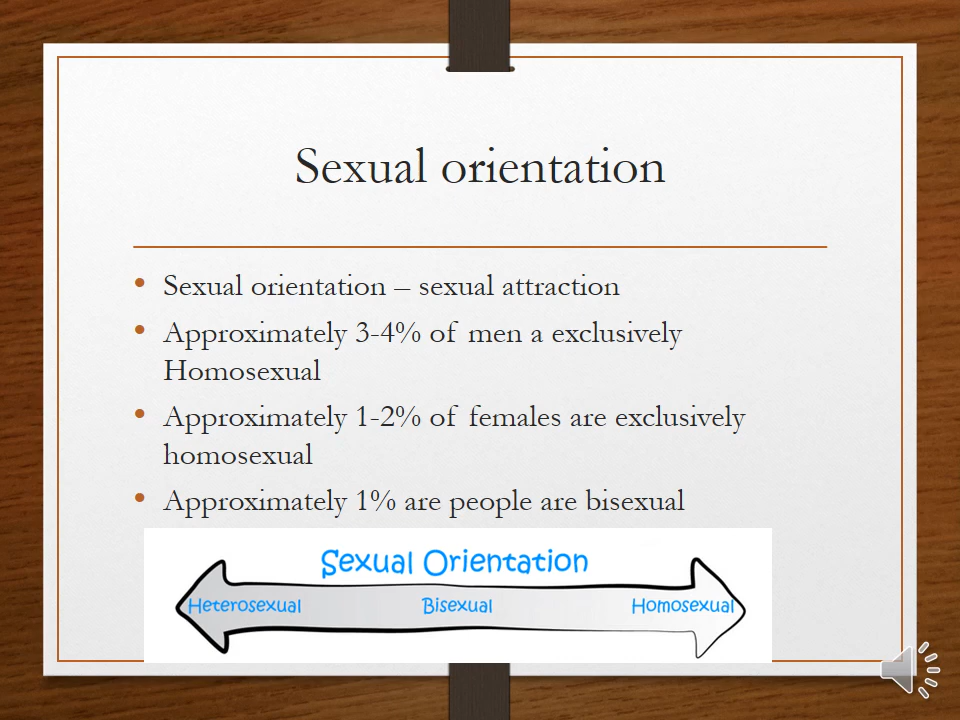 Sexual orientation
• Sexual orientation – sexual attraction
• Approximately 3-4% of men a exclusively
Homosexual
• Approximately 1-2% of females are exclusively
homosexual
• Approximately 1% are people are bisexual
Sexual Orientation
Heterosexual Bisexual Homosexual